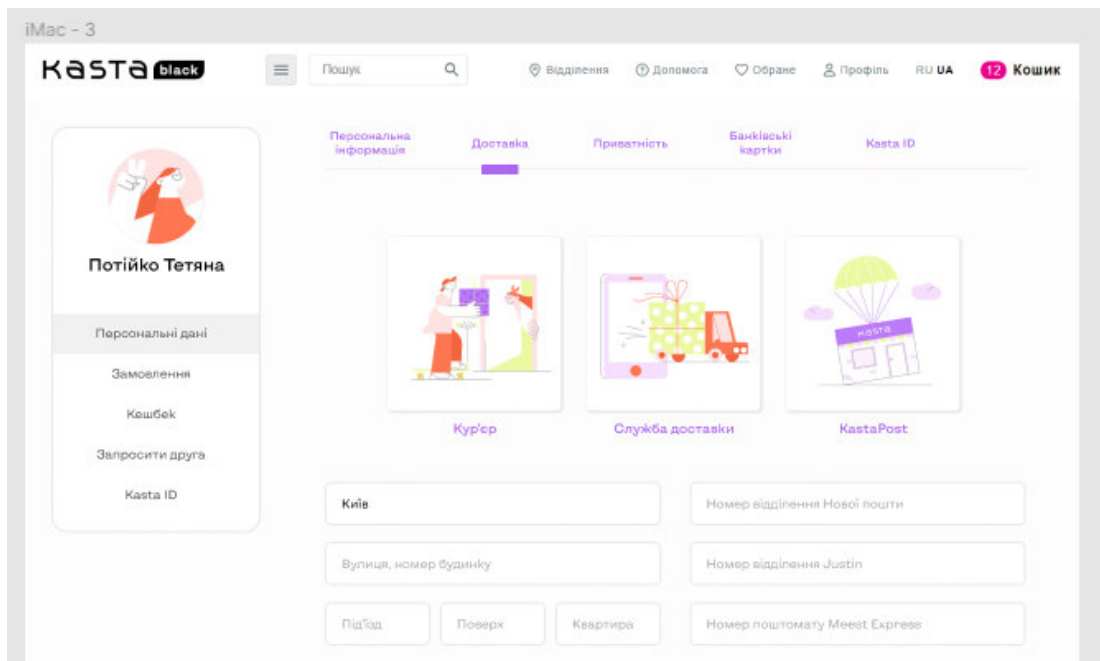 iMac - 3
Kasta black
Пошук
Відділення
Допомога
Обране
Профіль
RU UA
12 Кошик
Персональна
інформація
Доставка
Приватність
Банківські
картки
Kasta ID
Потійко Тетяна
Персональні дані
Замовлення
Кешбек
Запросити друга
Kasta ID
Kasta
Кур'єр
Служба доставки
KastaPost
Київ
Номер відділення Нової пошти
Вулиця, номер будинку
Номер відділення Justin
Під'їзд
Поверх
Квартира
Номер поштомату Meest Express